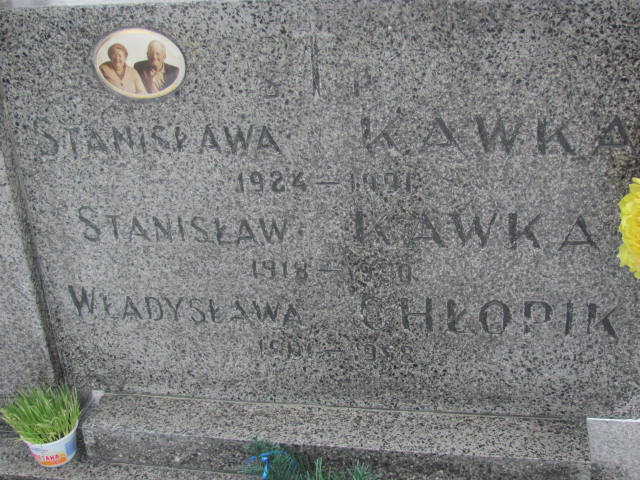 Ś P
STANISŁAWA KAWKA
1924 – 1991
STANISŁAW KAWKA
1918 –
WŁADYSŁAWA CHŁOPIK